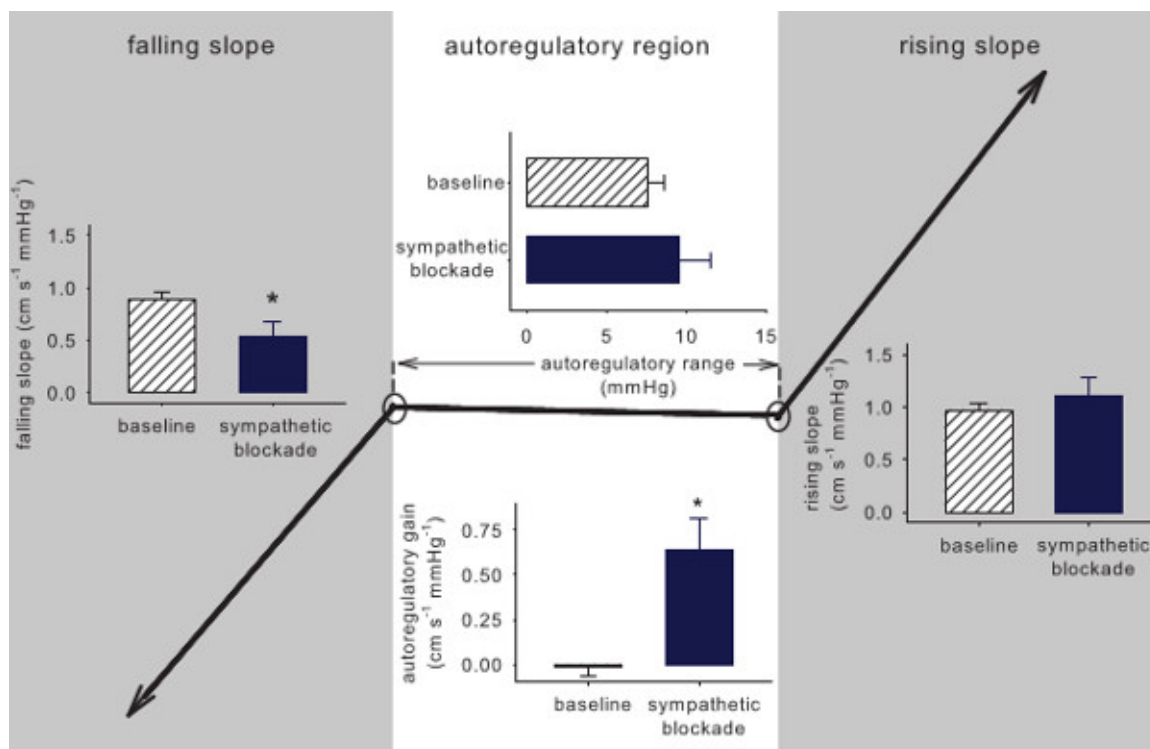 falling slope
autoregulatory region
rising slope
falling slope (cm s⁻¹ mmHg⁻¹)
1.5
1.0
0.5
0.0
*
baseline
sympathetic
blockade
baseline
sympathetic
blockade
0
5
10
15
autoregulatory range
(mmHg)
autoregulatory gain
(cm s⁻¹ mmHg⁻¹)
0.75
0.50
0.25
0.00
*
baseline
sympathetic
blockade
rising slope
(cm s⁻¹ mmHg⁻¹)
1.5
1.0
0.5
0.0
baseline
sympathetic
blockade